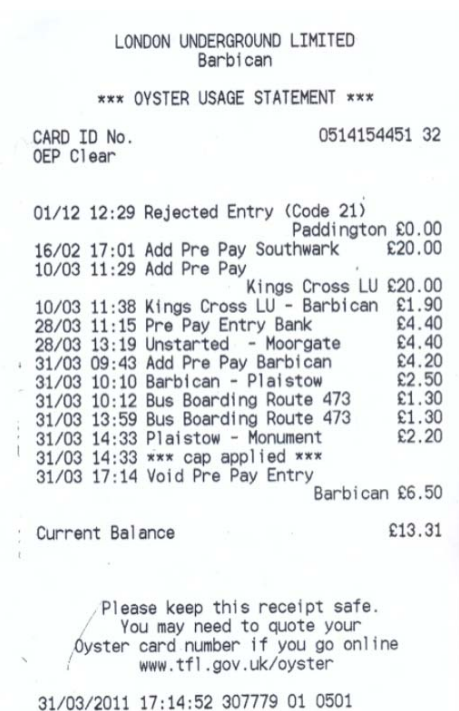 LONDON UNDERGROUND LIMITED
Barbican
*** OYSTER USAGE STATEMENT ***
CARD ID No. 0514154451 32
OEP Clear
01/12 12:29 Rejected Entry (Code 21)
Paddington £0.00
16/02 17:01 Add Pre Pay Southwark £20.00
10/03 11:29 Add Pre Pay
Kings Cross LU £20.00
10/03 11:38 Kings Cross LU - Barbican £1.90
28/03 11:15 Pre Pay Entry Bank £4.40
28/03 13:19 Unstarted - Moorgate £4.40
31/03 09:43 Add Pre Pay Barbican £4.20
31/03 10:10 Barbican - Plaistow £2.50
31/03 10:12 Bus Boarding Route 473 £1.30
31/03 13:59 Bus Boarding Route 473 £1.30
31/03 14:33 Plaistow - Monument £2.20
31/03 14:33 *** cap applied ***
31/03 17:14 Void Pre Pay Entry
Barbican £6.50
Current Balance £13.31
Please keep this receipt safe.
You may need to quote your
Oyster card number if you go online
www.tfl.gov.uk/oyster
31/03/2011 17:14:52 307779 01 0501